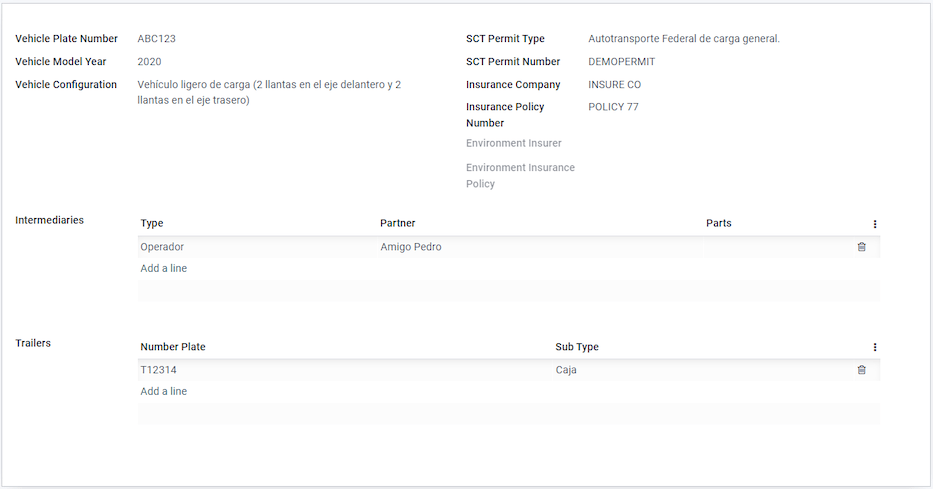 Vehicle Plate Number ABC123
Vehicle Model Year 2020
Vehicle Configuration Vehículo ligero de carga (2 llantas en el eje delantero y 2
llantas en el eje trasero)
SCT Permit Type Autotransporte Federal de carga general.
SCT Permit Number DEMOPERMIT
Insurance Company INSURE CO
Insurance Policy POLICY 77
Number
Environment Insurer
Environment Insurance
Policy
Intermediaries
Type Partner Parts
Operador Amigo Pedro
Add a line
Trailers
Number Plate Sub Type
T12314 Caja
Add a line